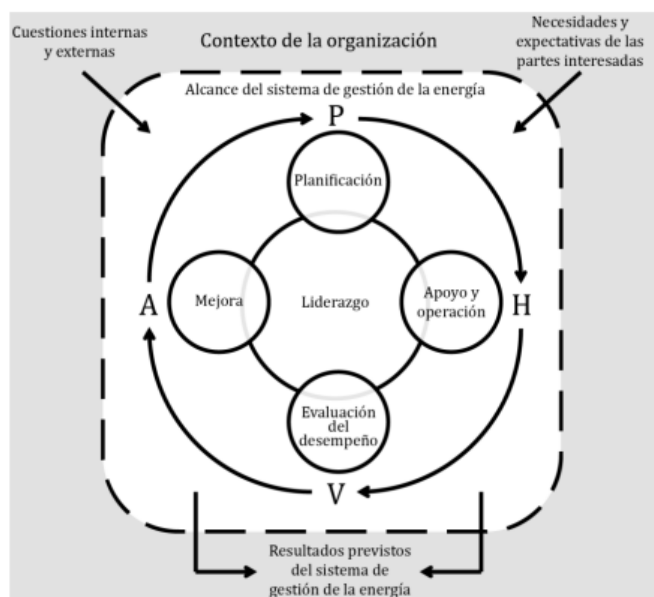 Cuestiones internas
y externas
Contexto de la organización
Necesidades y
expectativas de las
partes interesadas
Alcance del sistema de gestión de la energía
P
Planificación
A
Mejora
Liderazgo
Apoyo y
operación
H
Evaluación
del
desempeño
V
Resultados previstos
del sistema de
gestión de la energía